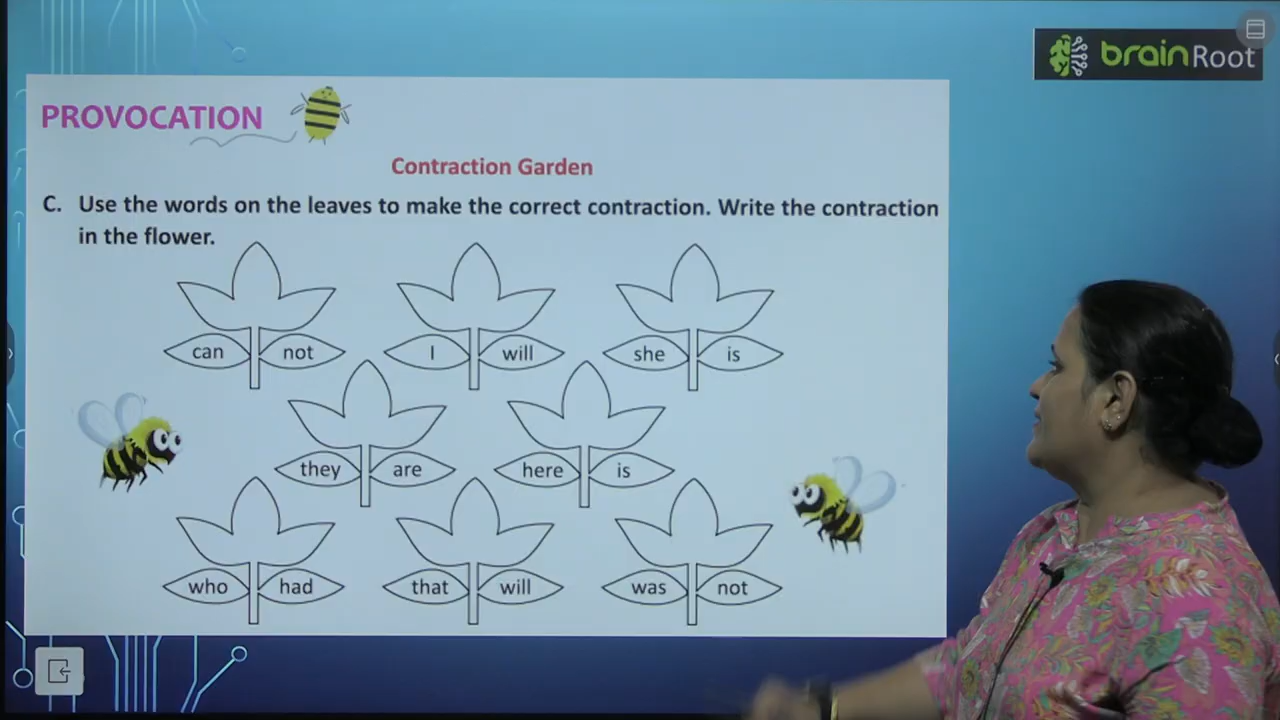 brainRoot
PROVOCATION
Contraction Garden
C. Use the words on the leaves to make the correct contraction. Write the contraction
in the flower.
can not I will she is
they are here is
who had that will was not